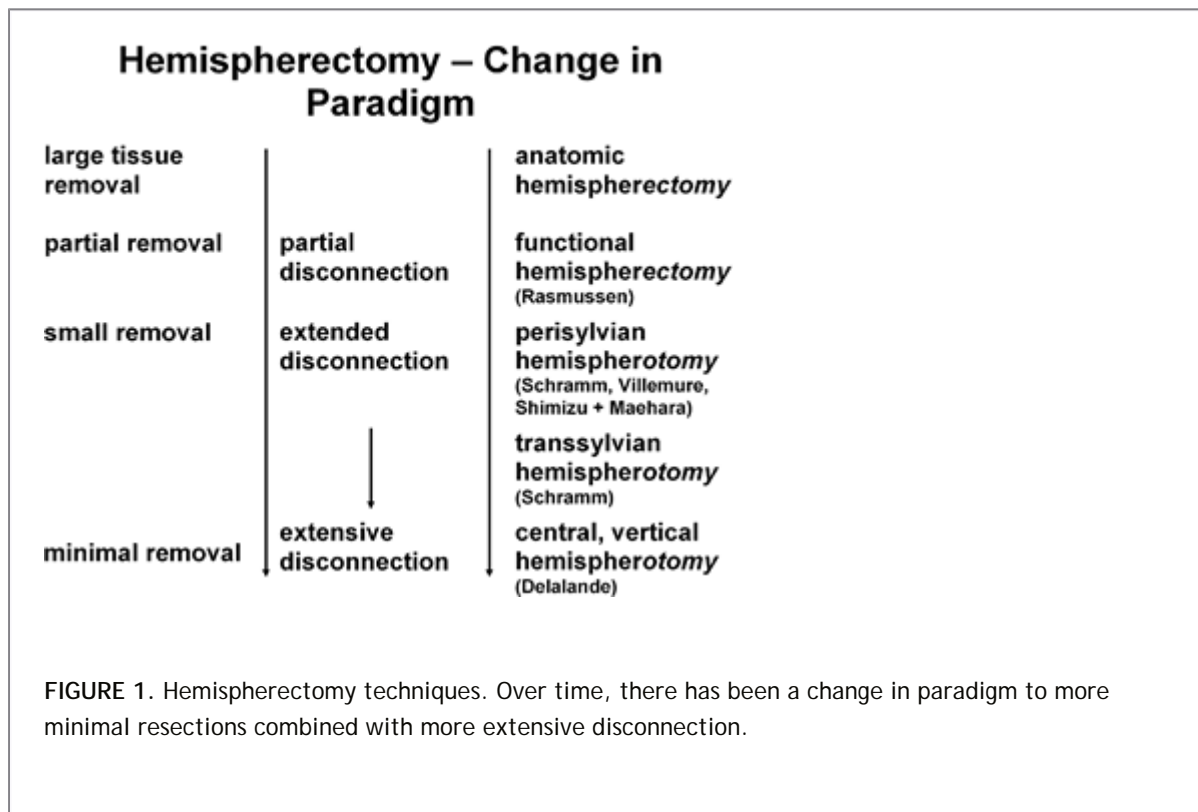 Hemispherectomy – Change in
Paradigm
large tissue
removal
anatomic
hemispherectomy
partial removal
partial
disconnection
functional
hemispherectomy
(Rasmussen)
small removal
extended
disconnection
perisylvian
hemispherotomy
(Schramm, Villemure,
Shimizu + Maehara)
transsylvian
hemispherotomy
(Schramm)
minimal removal
extensive
disconnection
central, vertical
hemispherotomy
(Delalande)
FIGURE 1. Hemispherectomy techniques. Over time, there has been a change in paradigm to more
minimal resections combined with more extensive disconnection.